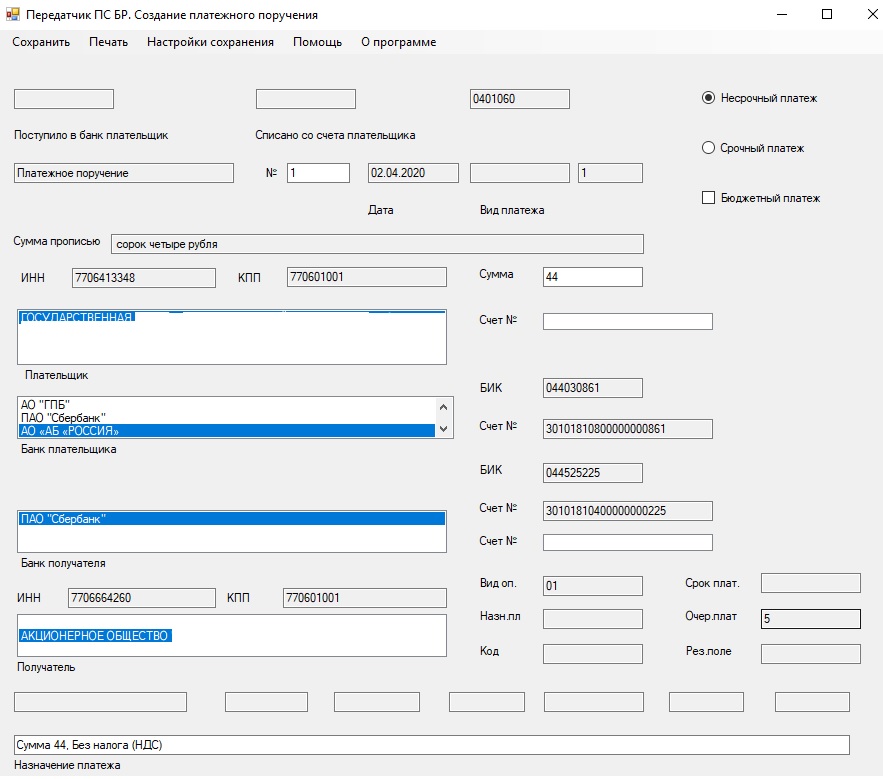 Передатчик ПС БР. Создание платежного поручения
Сохранить Печать Настройки сохранения Помощь О программе
0401060 Несрочный платеж
Поступило в банк плательщик Списано со счета плательщика
Срочный платеж
Платежное поручение № 1 02.04.2020 1
Бюджетный платеж
Дата Вид платежа
Сумма прописью сорок четыре рубля
ИНН 7706413348 КПП 770601001 Сумма 44
ГОСУДАРСТВЕННАЯ Счет №
Плательщик
БИК 044030861
АО "ГПБ"
ПАО "Сбербанк"
АО «АБ «РОССИЯ» Счет № 30101810800000000861
Банк плательщика
БИК 044525225
ПАО "Сбербанк" Счет № 30101810400000000225
Счет №
Банк получателя
Вид оп. 01 Срок плат.
ИНН 7706664260 КПП 770601001
Назн.пл Очер.плат 5
АКЦИОНЕРНОЕ ОБЩЕСТВО
Код Рез.поле
Получатель
Сумма 44, Без налога (НДС)
Назначение платежа